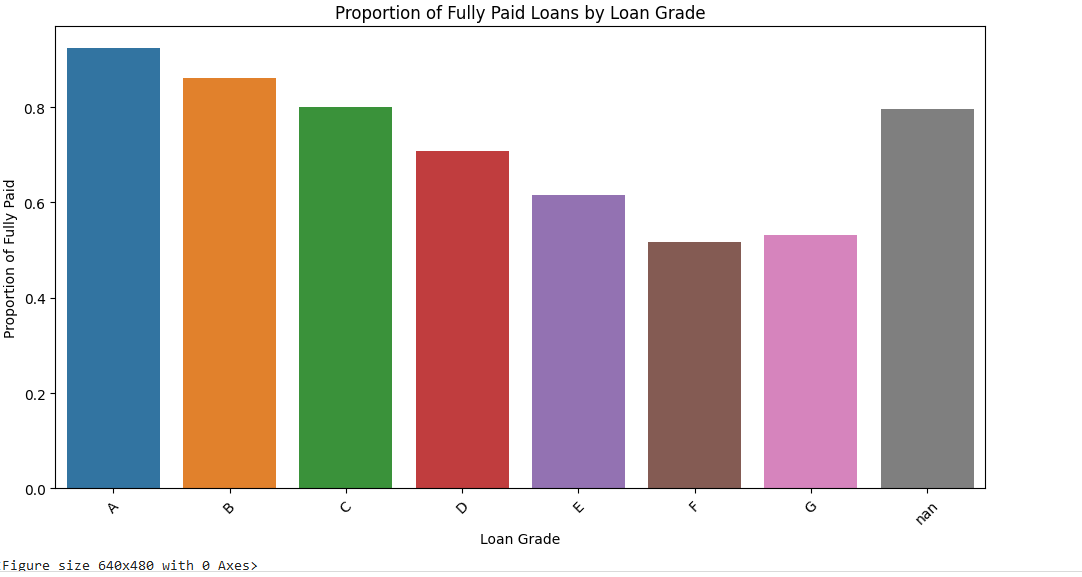 Proportion of Fully Paid Loans by Loan Grade
Proportion of Fully Paid
0.8
0.6
0.4
0.2
0.0
A B C D E F G nan
Loan Grade
Figure size 640x480 with 0 Axes>